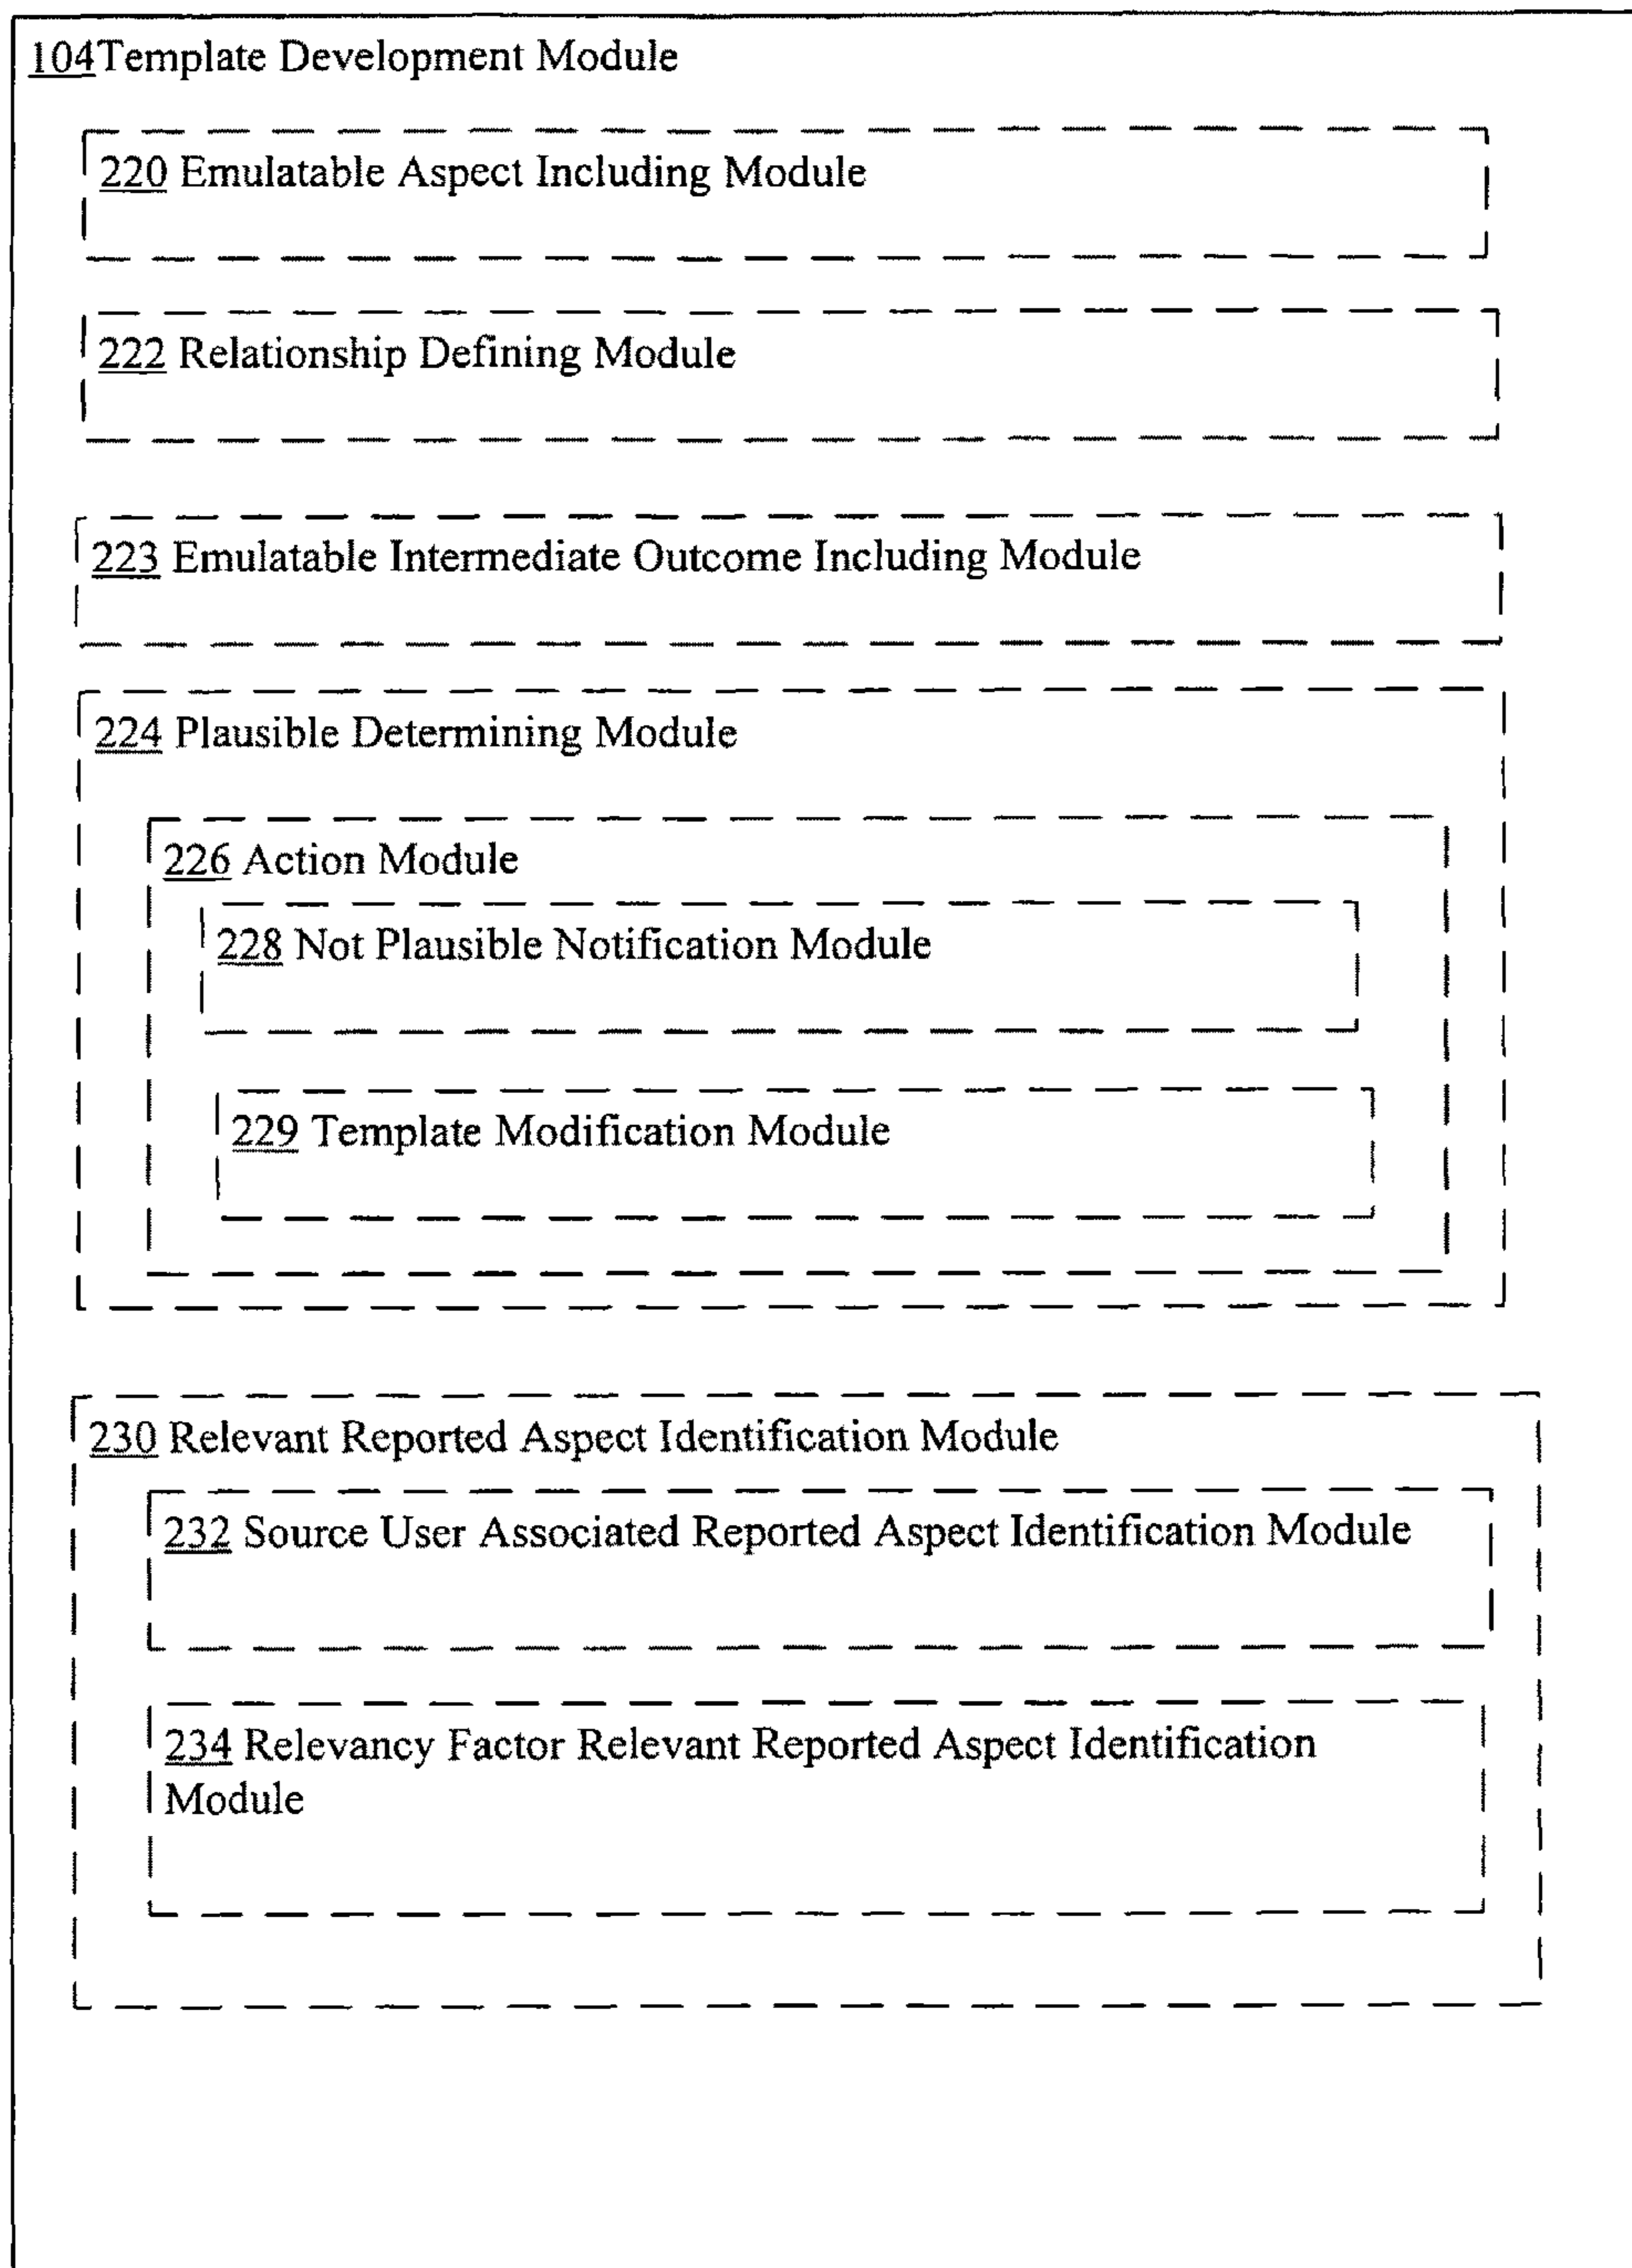 104Template Development Module
220 Emulatable Aspect Including Module
222 Relationship Defining Module
223 Emulatable Intermediate Outcome Including Module
224 Plausible Determining Module
226 Action Module
228 Not Plausible Notification Module
229 Template Modification Module
230 Relevant Reported Aspect Identification Module
232 Source User Associated Reported Aspect Identification Module
234 Relevancy Factor Relevant Reported Aspect Identification
Module